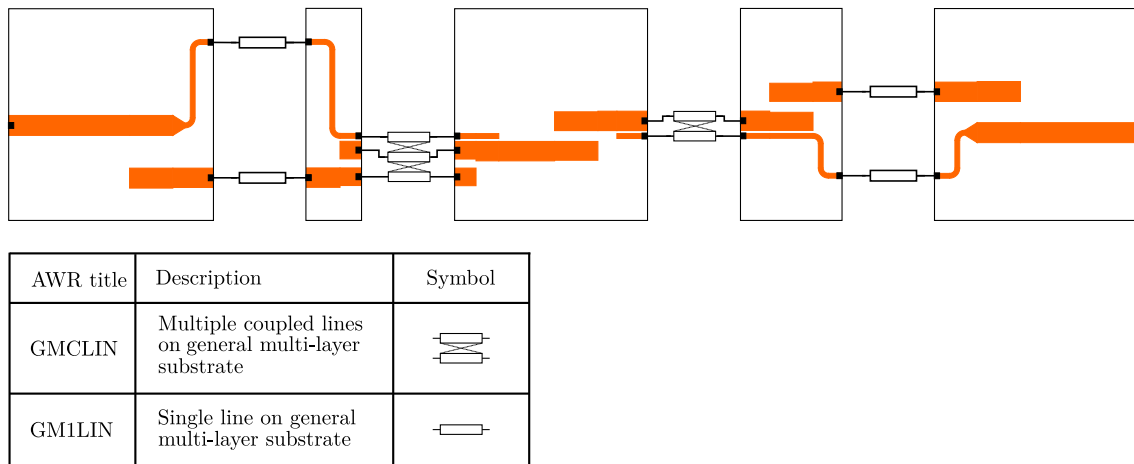 AWR title Description Symbol
GMCLIN
Multiple coupled lines
on general multi-layer
substrate
GM1LIN
Single line on general
multi-layer substrate